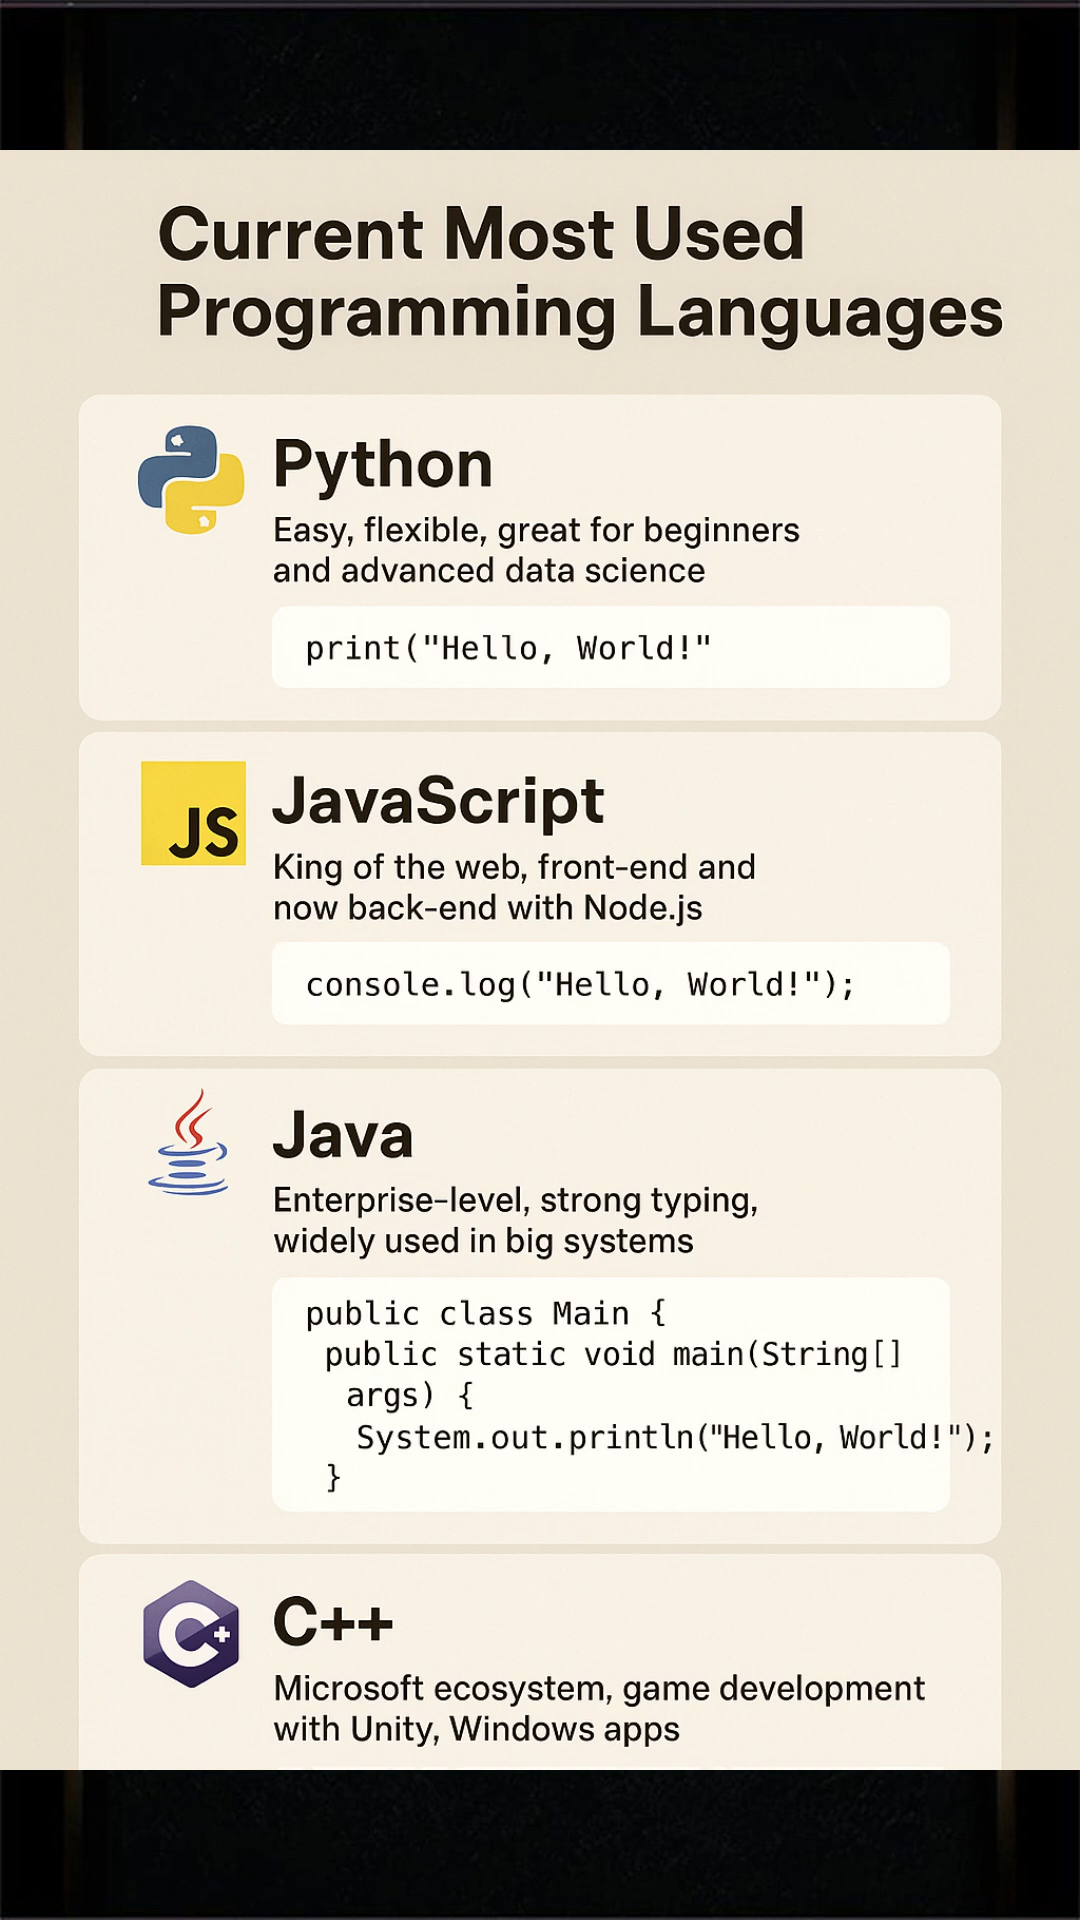 Current Most Used
Programming Languages
Python
Easy, flexible, great for beginners
and advanced data science
print("Hello, World!"
JS
JavaScript
King of the web, front-end and
now back-end with Node.js
console.log("Hello, World!");
Java
Enterprise-level, strong typing,
widely used in big systems
public class Main {
public static void main(String[]
args) {
System.out.println("Hello, World!");
}
C+
C++
Microsoft ecosystem, game development
with Unity, Windows apps